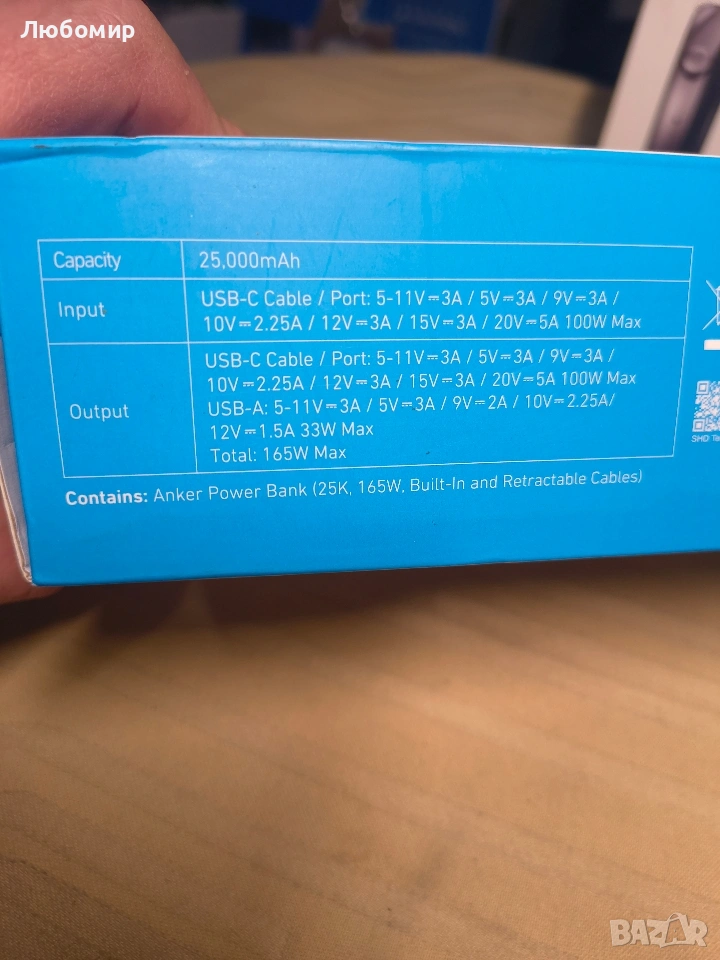 Любомир
Capacity 25,000mAh
Input
USB-C Cable / Port: 5-11V⎓3A / 5V⎓3A / 9V⎓3A /
10V⎓2.25A / 12V⎓3A / 15V⎓3A / 20V⎓5A 100W Max
Output
USB-C Cable / Port: 5-11V⎓3A / 5V⎓3A / 9V⎓3A /
10V⎓2.25A / 12V⎓3A / 15V⎓3A / 20V⎓5A 100W Max
USB-A: 5-11V⎓3A / 5V⎓3A / 9V⎓2A / 10V⎓2.25A/
12V⎓1.5A 33W Max
Total: 165W Max
Contains: Anker Power Bank (25K, 165W, Built-In and Retractable Cables)
SHD
BAZAR